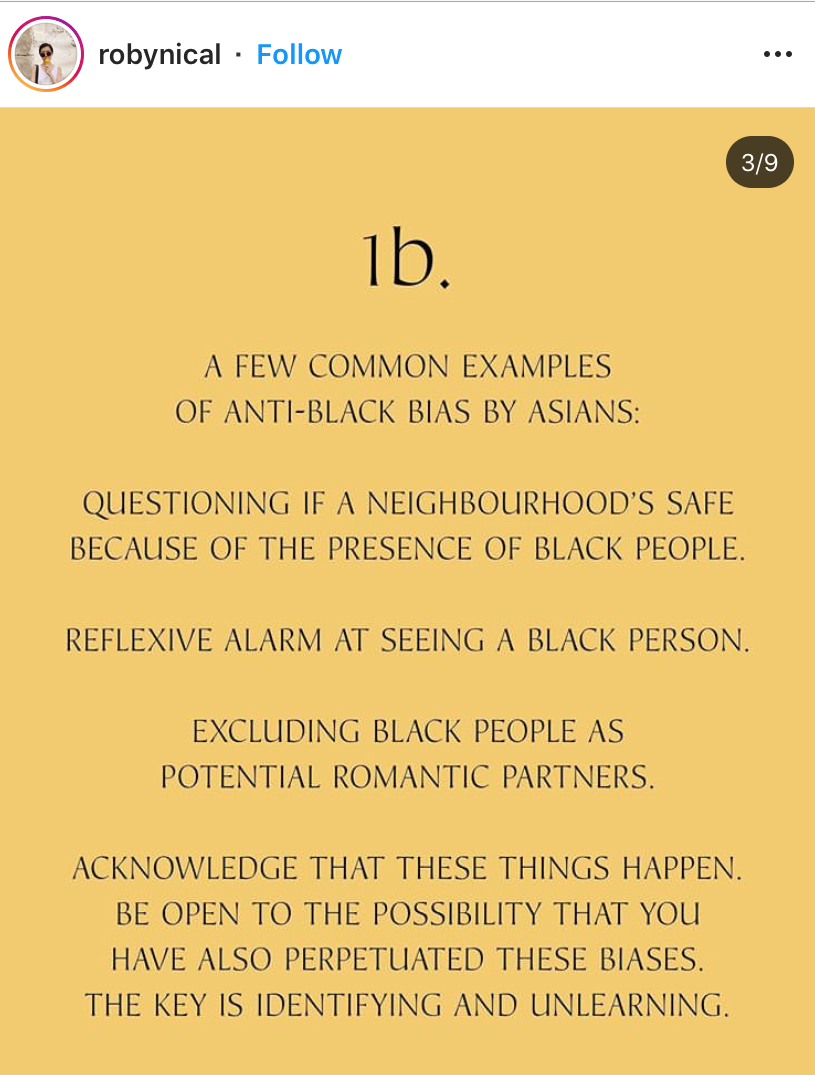 robynical · Follow
3/9
1b.
A FEW COMMON EXAMPLES
OF ANTI-BLACK BIAS BY ASIANS:
QUESTIONING IF A NEIGHBOURHOOD'S SAFE
BECAUSE OF THE PRESENCE OF BLACK PEOPLE.
REFLEXIVE ALARM AT SEEING A BLACK PERSON.
EXCLUDING BLACK PEOPLE AS
POTENTIAL ROMANTIC PARTNERS.
ACKNOWLEDGE THAT THESE THINGS HAPPEN.
BE OPEN TO THE POSSIBILITY THAT YOU
HAVE ALSO PERPETUATED THESE BIASES.
THE KEY IS IDENTIFYING AND UNLEARNING.